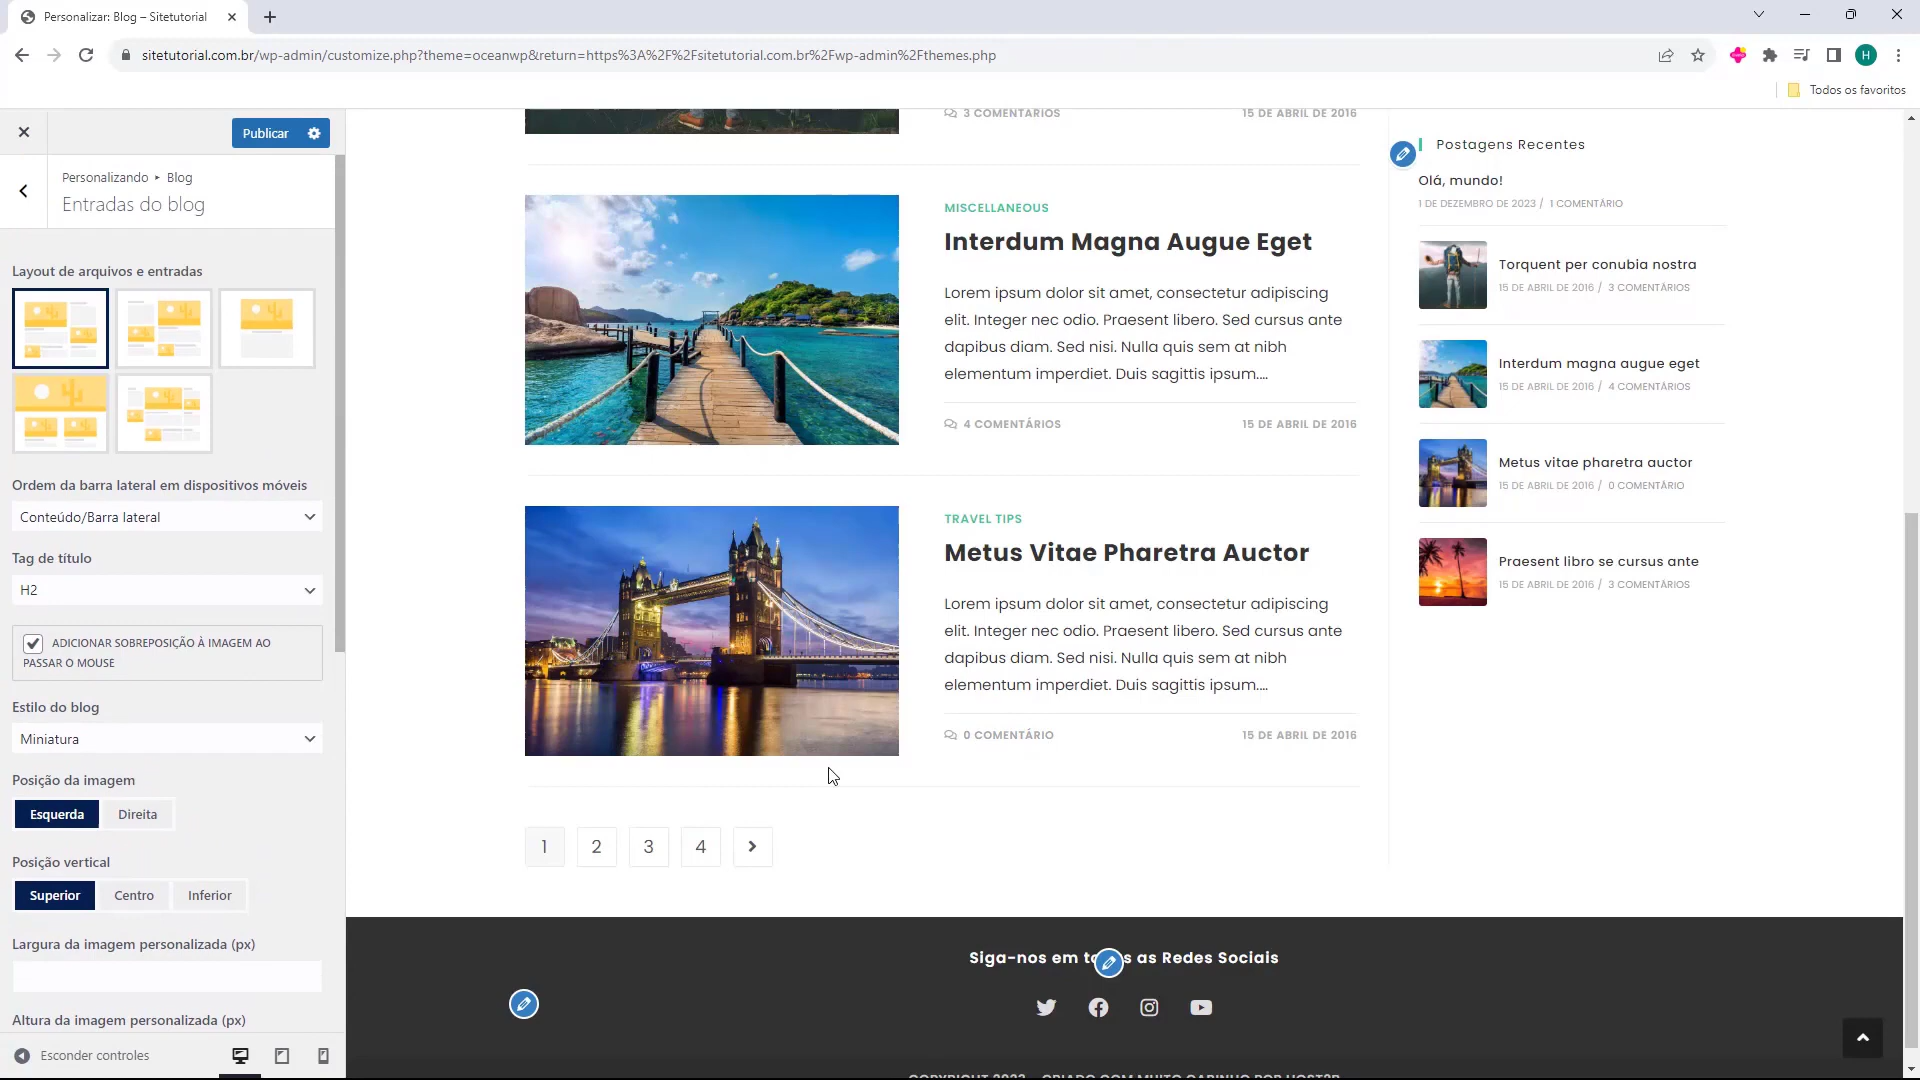 Personalizar: Blog – Sitetutorial
sitetutorial.com.br/wp-admin/customize.php?theme=oceanwp&return=https%3A%2F%2Fsitetutorial.com.br%2Fwp-admin%2Fthemes.php
H
Todos os favoritos
Publicar
Personalizando ▸ Blog
Entradas do blog
Layout de arquivos e entradas
Ordem da barra lateral em dispositivos móveis
Conteúdo/Barra lateral
Tag de título
H2
ADICIONAR SOBREPOSIÇÃO À IMAGEM AO
PASSAR O MOUSE
Estilo do blog
Miniatura
Posição da imagem
Esquerda
Direita
Posição vertical
Superior
Centro
Inferior
Largura da imagem personalizada (px)
Altura da imagem personalizada (px)
Esconder controles
3 COMENTÁRIOS
15 DE ABRIL DE 2016
MISCELLANEOUS
Interdum Magna Augue Eget
Lorem ipsum dolor sit amet, consectetur adipiscing
elit. Integer nec odio. Praesent libero. Sed cursus ante
dapibus diam. Sed nisi. Nulla quis sem at nibh
elementum imperdiet. Duis sagittis ipsum....
4 COMENTÁRIOS
15 DE ABRIL DE 2016
TRAVEL TIPS
Metus Vitae Pharetra Auctor
Lorem ipsum dolor sit amet, consectetur adipiscing
elit. Integer nec odio. Praesent libero. Sed cursus ante
dapibus diam. Sed nisi. Nulla quis sem at nibh
elementum imperdiet. Duis sagittis ipsum....
0 COMENTÁRIO
15 DE ABRIL DE 2016
1
2
3
4
Postagens Recentes
Olá, mundo!
1 DE DEZEMBRO DE 2023 / 1 COMENTÁRIO
Torquent per conubia nostra
15 DE ABRIL DE 2016 / 3 COMENTÁRIOS
Interdum magna augue eget
15 DE ABRIL DE 2016 / 4 COMENTÁRIOS
Metus vitae pharetra auctor
15 DE ABRIL DE 2016 / 0 COMENTÁRIO
Praesent libro se cursus ante
15 DE ABRIL DE 2016 / 3 COMENTÁRIOS
Siga-nos em t s as Redes Sociais